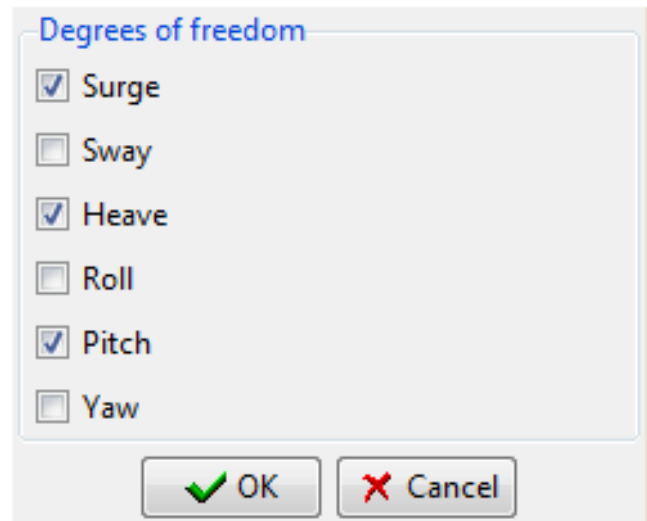 Degrees of freedom
Surge
Sway
Heave
Roll
Pitch
Yaw
OK Cancel